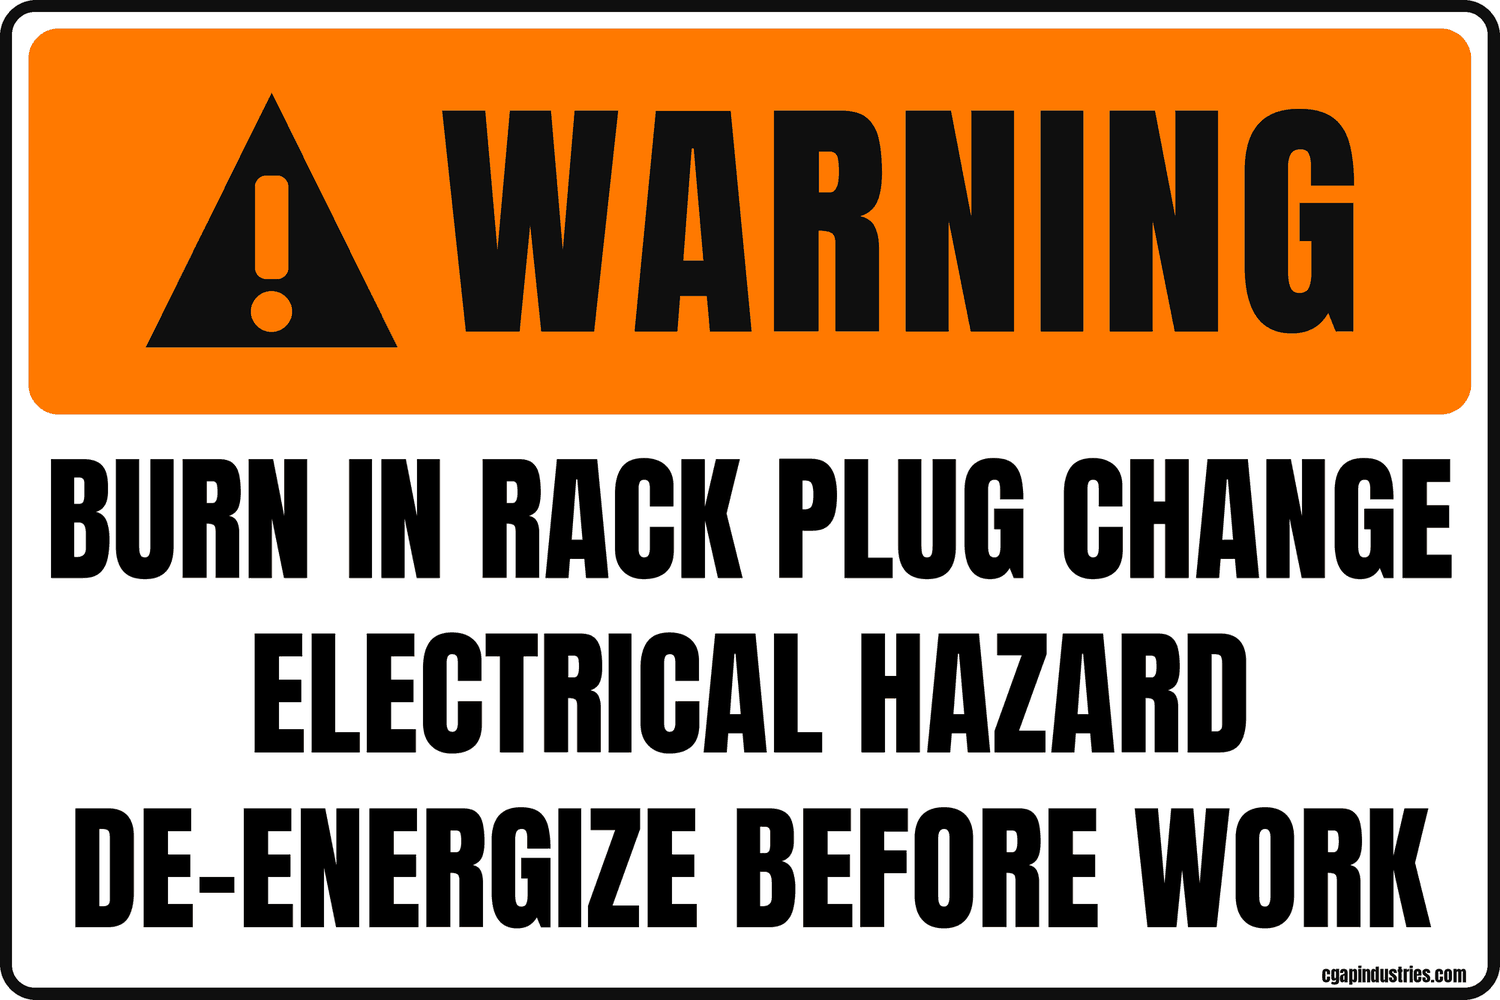 WARNING
BURN IN RACK PLUG CHANGE
ELECTRICAL HAZARD
DE-ENERGIZE BEFORE WORK
cgapindustries.com